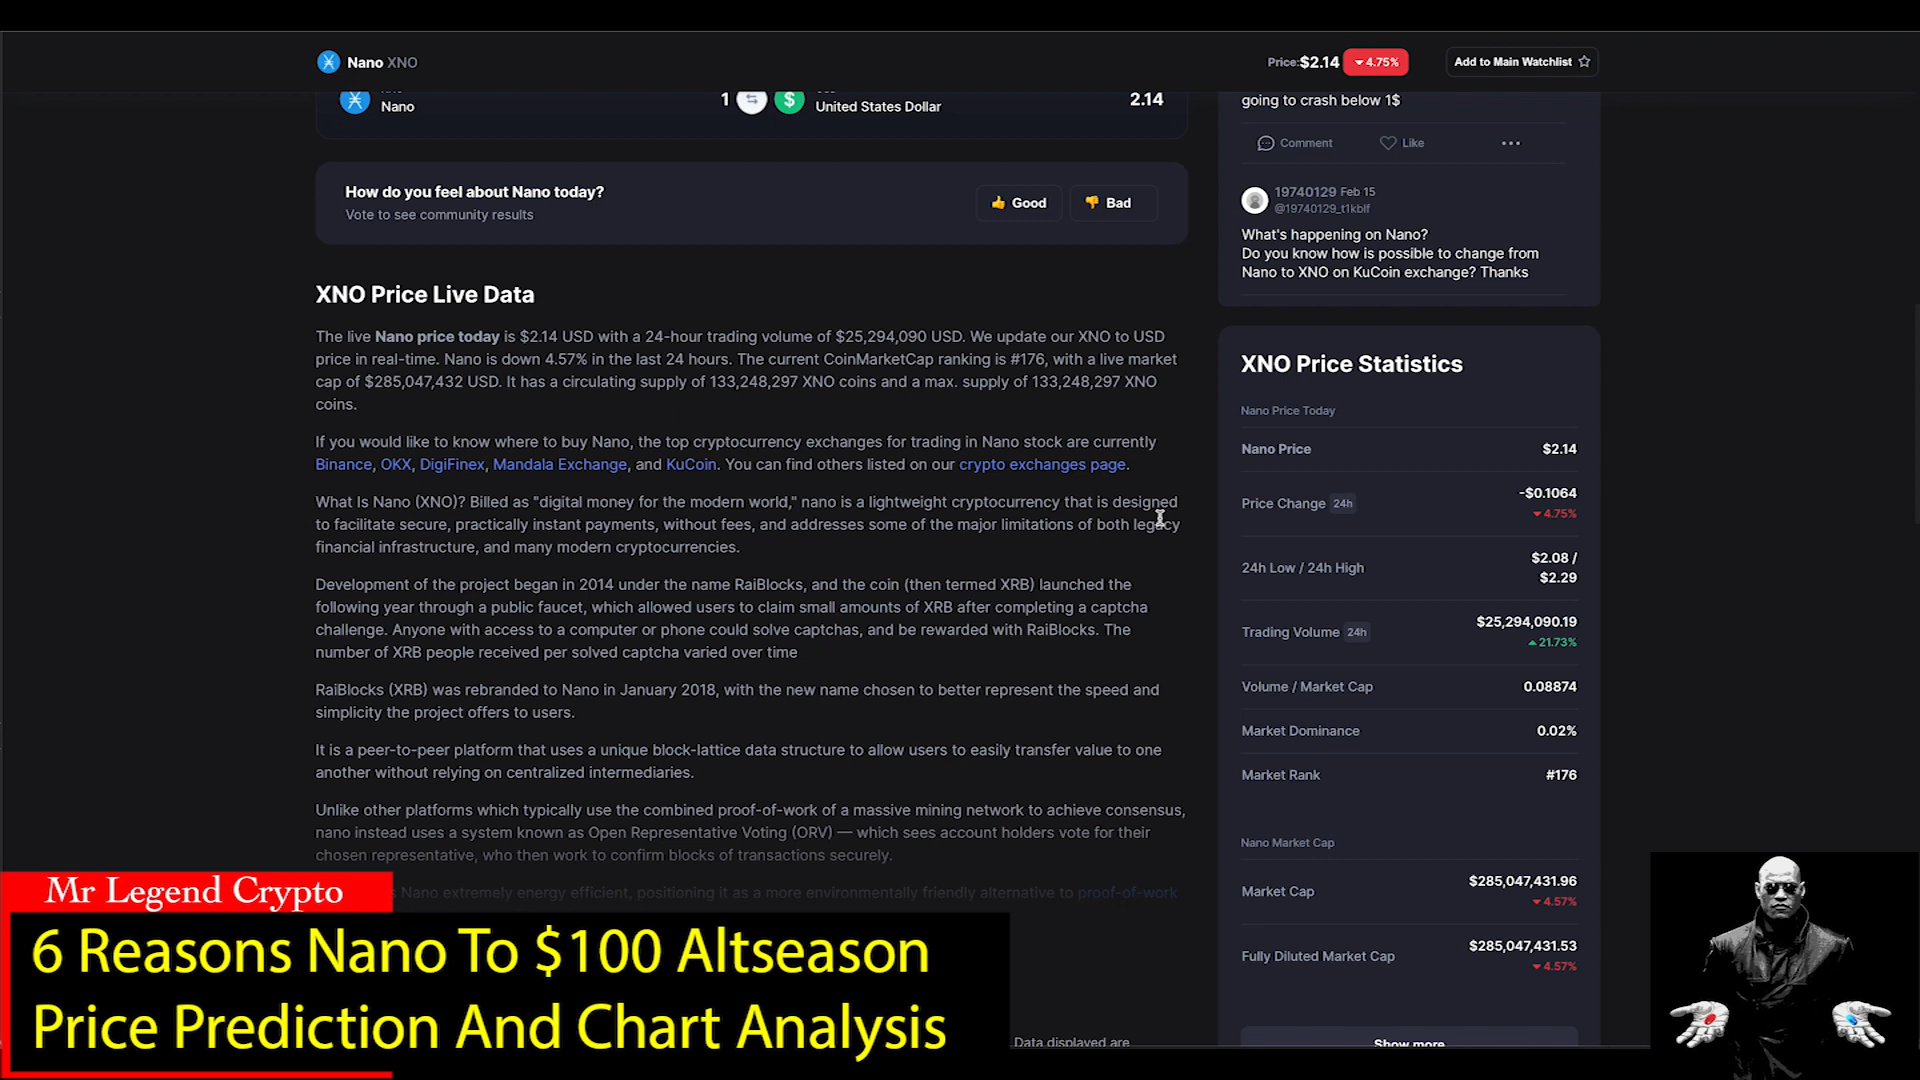 Nano XNO
Price:$2.14 4.75%
Add to Main Watchlist
Nano 1 United States Dollar 2.14
How do you feel about Nano today?
Vote to see community results
Good
Bad
XNO Price Live Data
The live Nano price today is $2.14 USD with a 24-hour trading volume of $25,294,090 USD. We update our XNO to USD
price in real-time. Nano is down 4.57% in the last 24 hours. The current CoinMarketCap ranking is #176, with a live market
cap of $285,047,432 USD. It has a circulating supply of 133,248,297 XNO coins and a max. supply of 133,248,297 XNO
coins.
If you would like to know where to buy Nano, the top cryptocurrency exchanges for trading in Nano stock are currently
Binance, OKX, DigiFinex, Mandala Exchange, and KuCoin. You can find others listed on our crypto exchanges page.
What Is Nano (XNO)? Billed as "digital money for the modern world," nano is a lightweight cryptocurrency that is designed
to facilitate secure, practically instant payments, without fees, and addresses some of the major limitations of both legacy
financial infrastructure, and many modern cryptocurrencies.
Development of the project began in 2014 under the name RaiBlocks, and the coin (then termed XRB) launched the
following year through a public faucet, which allowed users to claim small amounts of XRB after completing a captcha
challenge. Anyone with access to a computer or phone could solve captchas, and be rewarded with RaiBlocks. The
number of XRB people received per solved captcha varied over time
RaiBlocks (XRB) was rebranded to Nano in January 2018, with the new name chosen to better represent the speed and
simplicity the project offers to users.
It is a peer-to-peer platform that uses a unique block-lattice data structure to allow users to easily transfer value to one
another without relying on centralized intermediaries.
Unlike other platforms which typically use the combined proof-of-work of a massive mining network to achieve consensus,
nano instead uses a system known as Open Representative Voting (ORV) — which sees account holders vote for their
chosen representative, who then work to confirm blocks of transactions securely.
Nano extremely energy efficient, positioning it as a more environmentally friendly alternative to proof-of-work
Data displayed are
going to crash below 1$
Comment
Like
19740129 Feb 15
@19740129_t1kblf
What's happening on Nano?
Do you know how is possible to change from
Nano to XNO on KuCoin exchange? Thanks
XNO Price Statistics
Nano Price Today
Nano Price $2.14
Price Change 24h -$0.1064
4.75%
24h Low / 24h High $2.08 /
$2.29
Trading Volume 24h $25,294,090.19
21.73%
Volume / Market Cap 0.08874
Market Dominance 0.02%
Market Rank #176
Nano Market Cap
Market Cap $285,047,431.96
4.57%
Fully Diluted Market Cap $285,047,431.53
4.57%
Show more
Mr Legend Crypto
6 Reasons Nano To $100 Altseason
Price Prediction And Chart Analysis